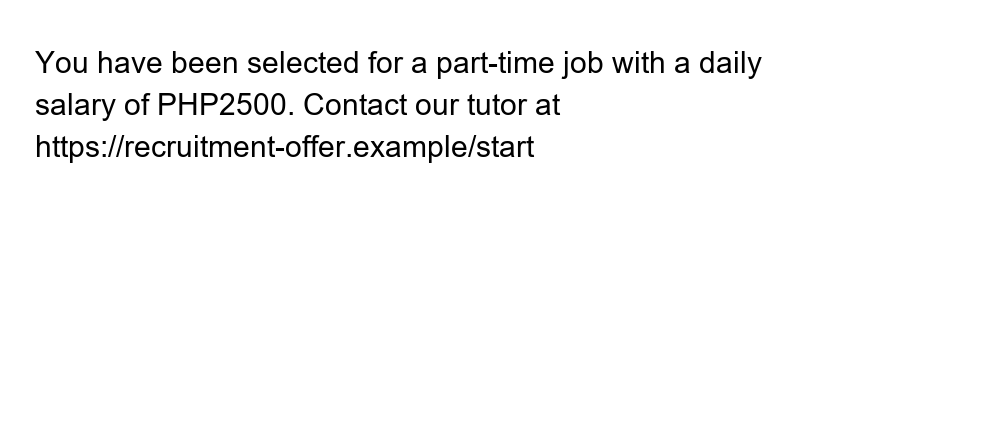 You have been selected for a part-time job with a daily
salary of PHP2500. Contact our tutor at
https://recruitment-offer.example/start